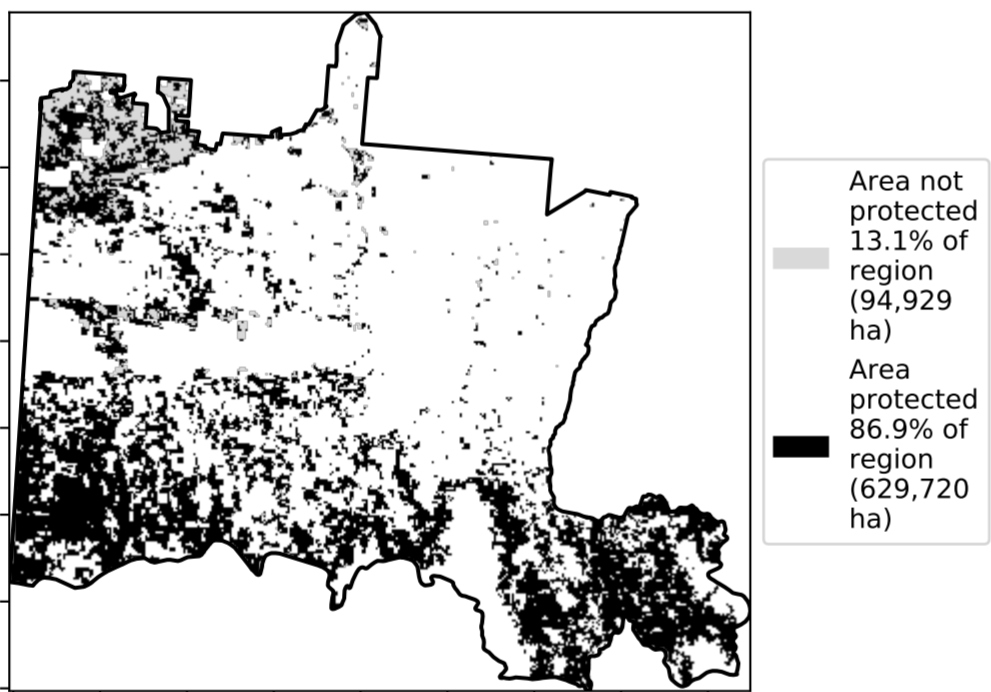 Area not
protected
13.1% of
region
(94,929
ha)
Area
protected
86.9% of
region
(629,720
ha)